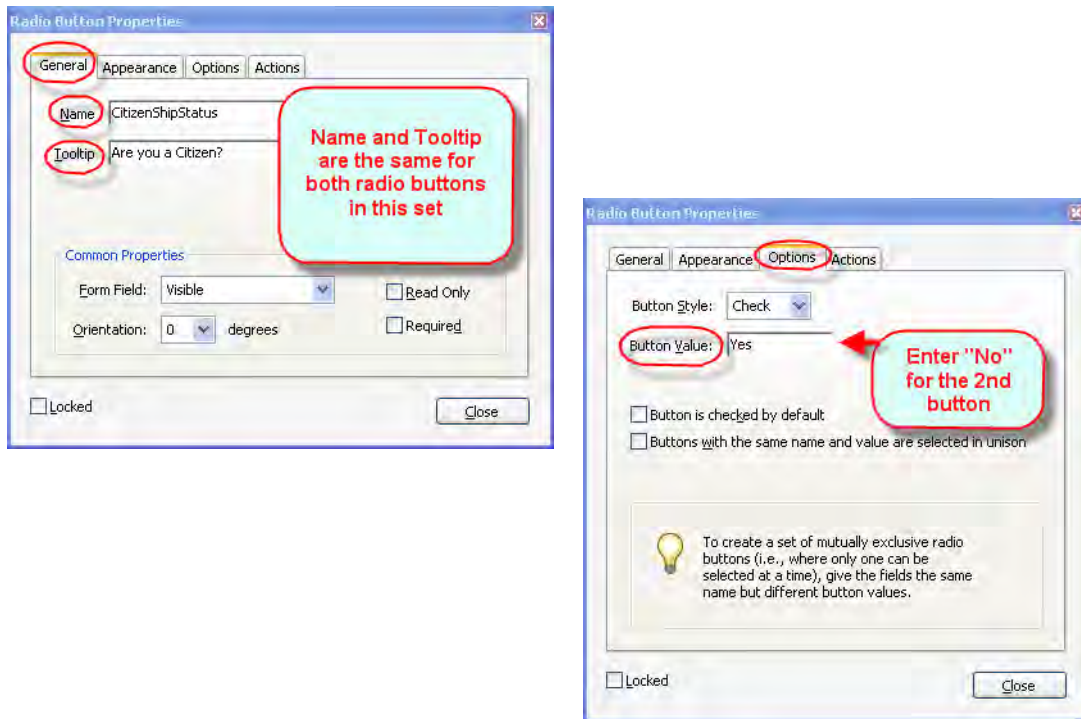 Radio Button Properties
General Appearance Options Actions
Name CitizenShipStatus
Tooltip Are you a Citizen?
Name and Tooltip
are the same for
both radio buttons
in this set
Common Properties
Form Field: Visible
Read Only
Orientation: 0 degrees
Required
Locked
Close
Radio Button Properties
General Appearance Options Actions
Button Style: Check
Button Value: Yes
Enter "No"
for the 2nd
button
Button is checked by default
Buttons with the same name and value are selected in unison
To create a set of mutually exclusive radio
buttons (i.e., where only one can be
selected at a time), give the fields the same
name but different button values.
Locked
Close